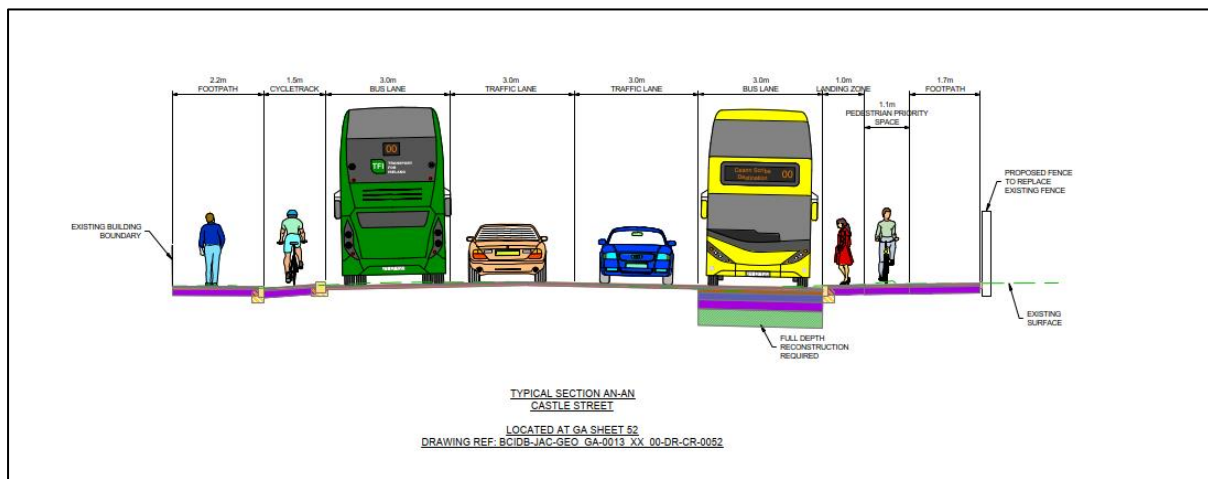 2.2m
FOOTPATH
1.5m
CYCLETRACK
3.0m
BUS LANE
3.0m
TRAFFIC LANE
3.0m
TRAFFIC LANE
3.0m
BUS LANE
1.0m
LANDING ZONE
1.1m
PEDESTRIAN PRIORITY
SPACE
1.7m
FOOTPATH
00
TFI
TRANSPORT
FOR
IRELAND
00
EXISTING BUILDING
BOUNDARY
PROPOSED FENCE
TO REPLACE
EXISTING FENCE
EXISTING
SURFACE
FULL DEPTH
RECONSTRUCTION
REQUIRED
TYPICAL SECTION AN-AN
CASTLE STREET
LOCATED AT GA SHEET 52
DRAWING REF: BCIDB-JAC-GEO_GA-0013_XX_00-DR-CR-0052